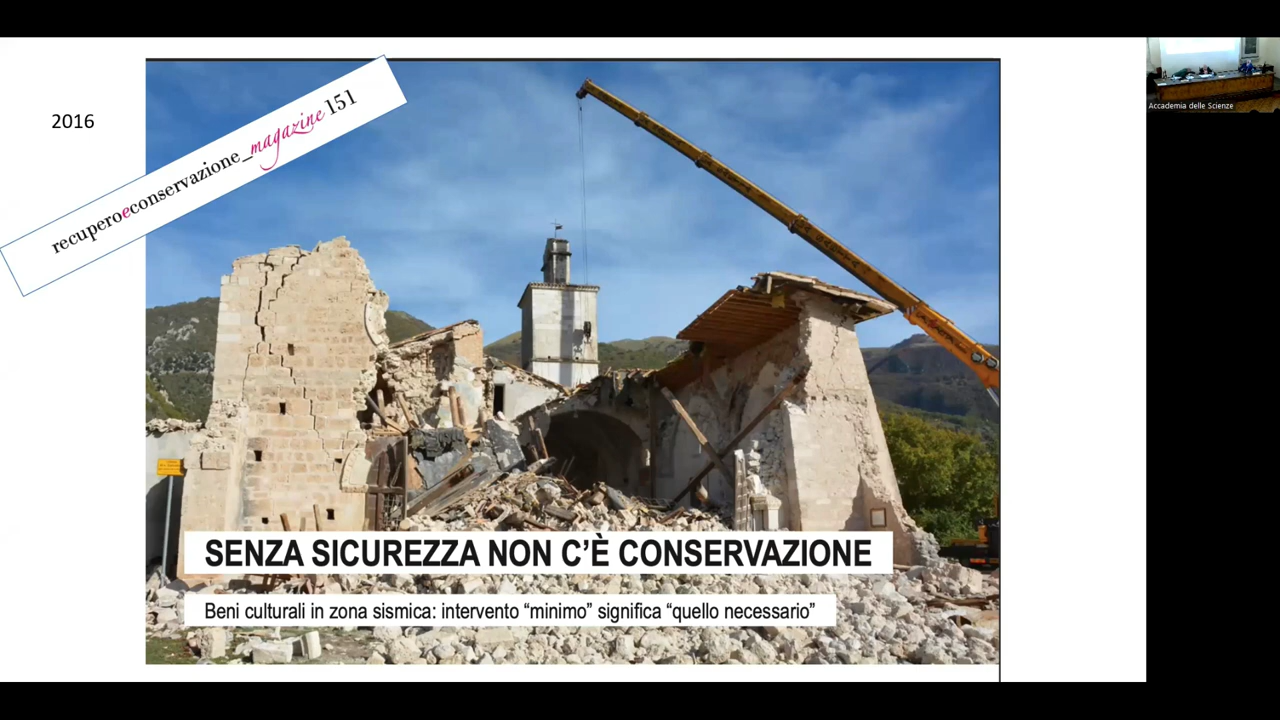 2016
recuperoeconservazione_magazine 151
Accademia delle Scienze
SENZA SICUREZZA NON C'È CONSERVAZIONE
Beni culturali in zona sismica: intervento “minimo” significa “quello necessario”